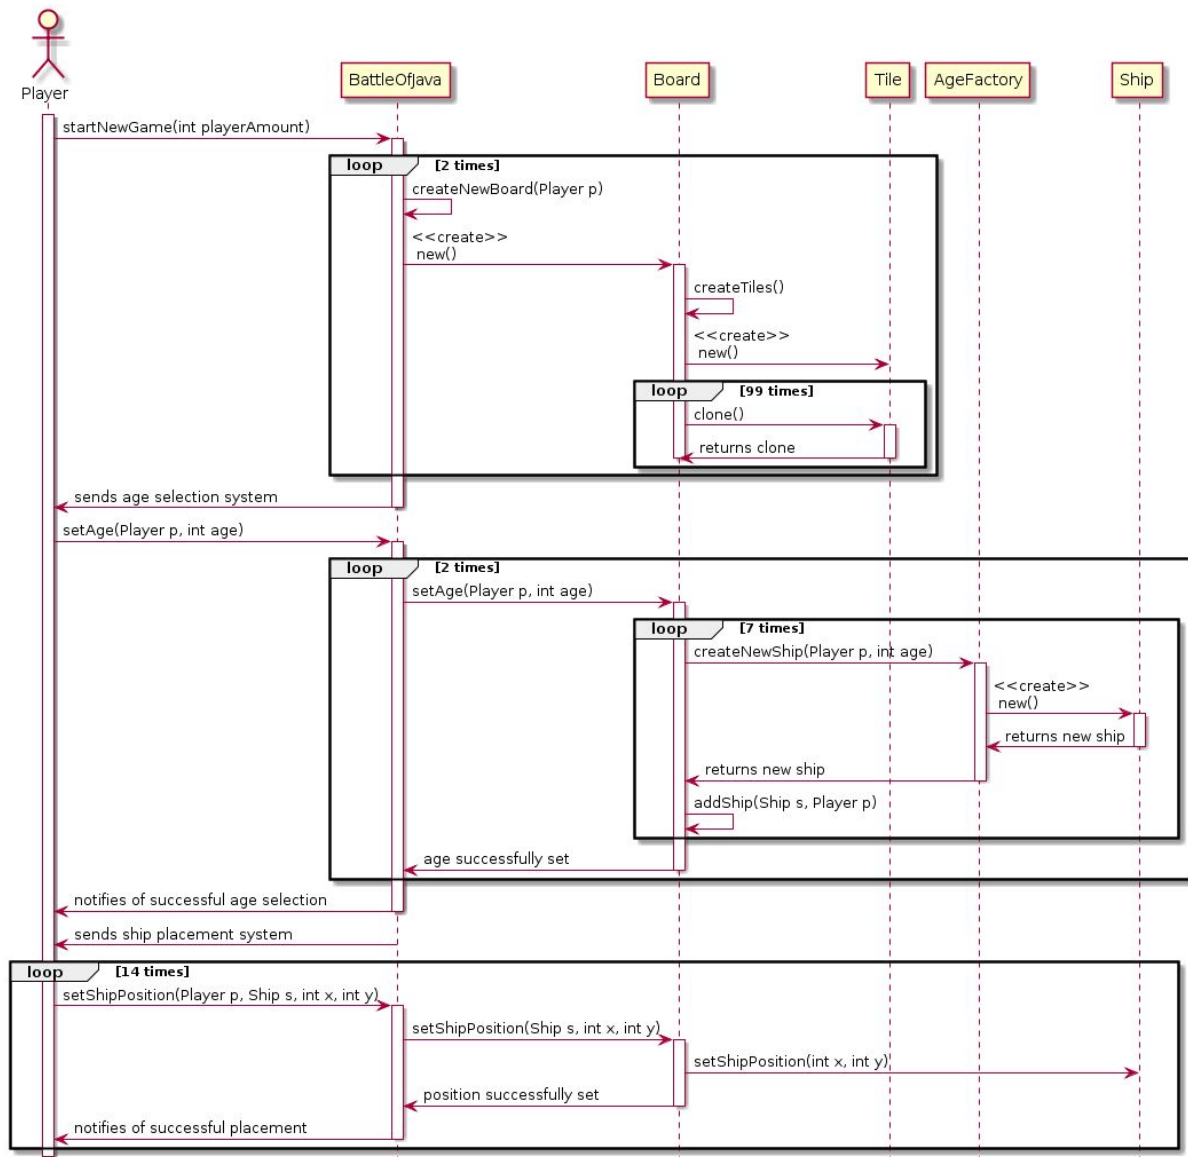 Player
BattleOfJava
Board
Tile
AgeFactory
Ship
startNewGame(int playerAmount)
loop
[2 times]
createNewBoard(Player p)
<<create>>
new()
createTiles()
<<create>>
new()
loop
[99 times]
clone()
returns clone
sends age selection system
setAge(Player p, int age)
loop
[2 times]
setAge(Player p, int age)
loop
[7 times]
createNewShip(Player p, int age)
<<create>>
new()
returns new ship
returns new ship
addShip(Ship s, Player p)
age successfully set
notifies of successful age selection
sends ship placement system
loop
[14 times]
setShipPosition(Player p, Ship s, int x, int y)
setShipPosition(Ship s, int x, int y)
setShipPosition(int x, int y)
position successfully set
notifies of successful placement